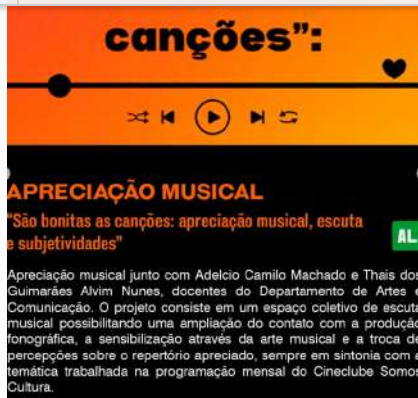 canções":
APRECIAÇÃO MUSICAL
"São bonitas as canções: apreciação musical, escuta
e subjetividades"
AL
Apreciação musical junto com Adelcio Camilo Machado e Thais dos
Guimarães Alvim Nunes, docentes do Departamento de Artes e
Comunicação. O projeto consiste em um espaço coletivo de escuta
musical possibilitando uma ampliação do contato com a produção
fonográfica, a sensibilização através da arte musical e a troca de
percepções sobre o repertório apreciado, sempre em sintonia com a
temática trabalhada na programação mensal do Cineclube Somos
Cultura.